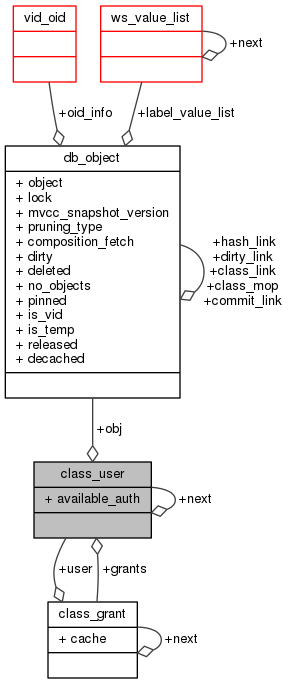 vid_oid
ws_value_list
+next
+oid_info
+label_value_list
db_object
+ object
+ lock
+ mvcc_snapshot_version
+ pruning_type
+ composition_fetch
+ dirty
+ deleted
+ no_objects
+ pinned
+ is_vid
+ is_temp
+ released
+ decached
+hash_link
+dirty_link
+class_link
+class_mop
+commit_link
+obj
class_user
+ available_auth
+next
+user
+grants
class_grant
+ cache
+next